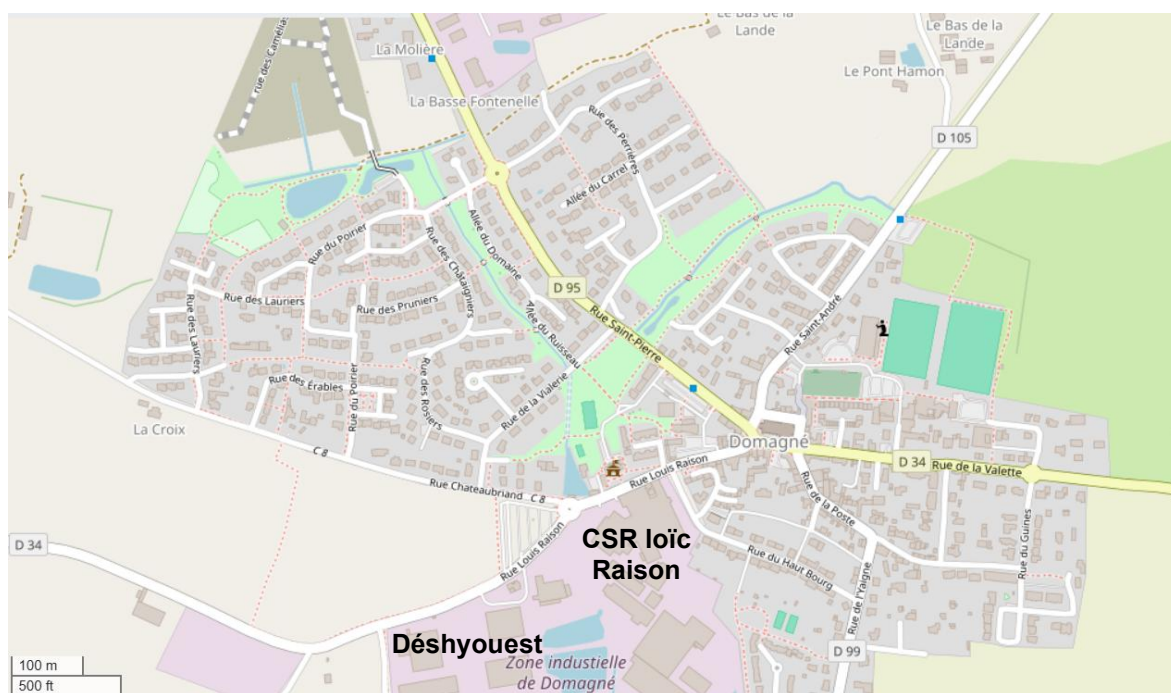 Le Bas de la
Lande
Le Bas de la
Lande
La Molière
rue des Camélias
Le Pont Hamon
La Basse Fontenelle
D 105
Rue des Perrières
Allée du Carrel
Rue du Poirier
Allée du Domaine
Rue des Châtaigniers
D 95
Rue des Lauriers
Rue des Lauriers
Rue des Pruniers
Allée du Ruisseau
Rue Saint-Pierre
Rue Saint-André
Rue des Érables
Rue du Poirier
Rue des Rosiers
Rue de la Vialerie
La Croix
C 8
Domagné
D 34
Rue de la Valette
Rue Louis Raison
Rue Chateaubriand
C 8
Rue de la Poste
Rue du Guines
D 34
Rue Louis Raison
CSR loïc
Raison
Rue du Haut Bourg
Rue de l'Yaigne
Déshyouest
Zone industielle
de Domagné
D 99
100 m
500 ft